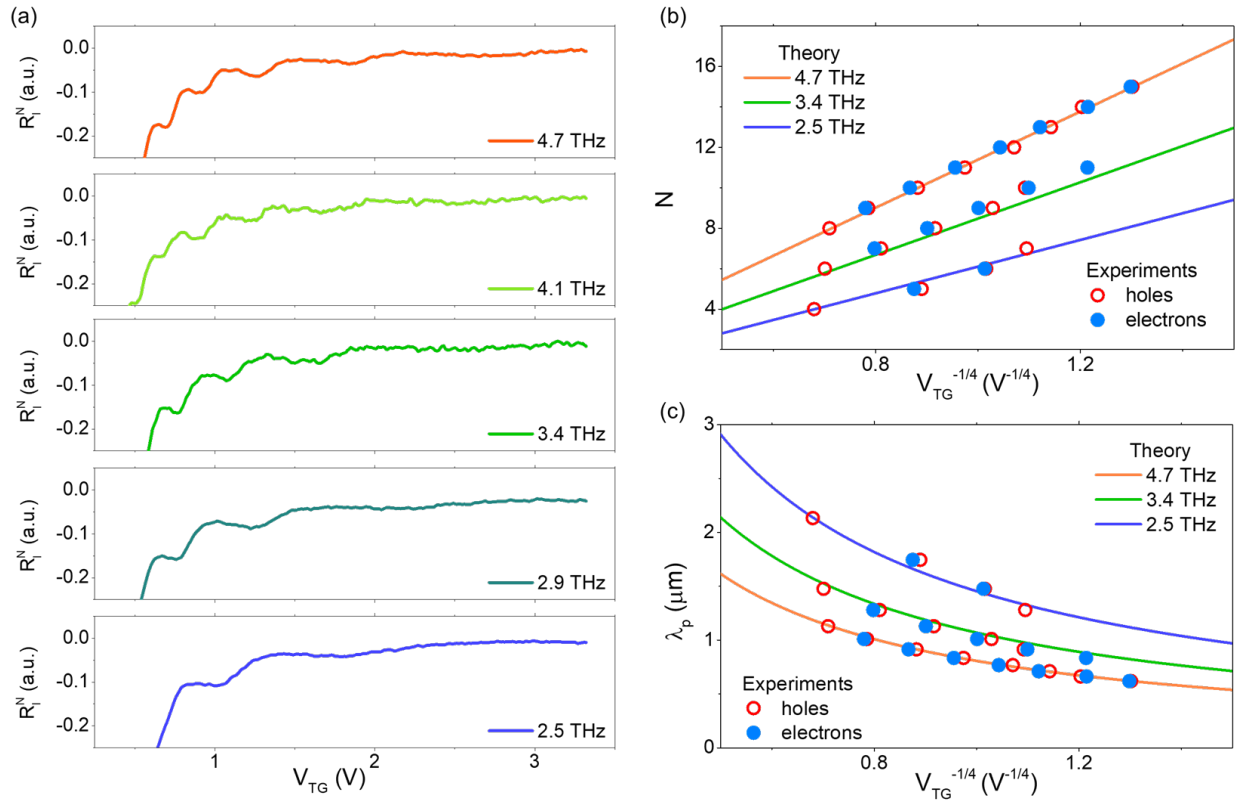 (a)
0.0
-0.1
-0.2
R_I^N (a.u.)
4.7 THz
0.0
-0.1
-0.2
R_I^N (a.u.)
4.1 THz
0.0
-0.1
-0.2
R_I^N (a.u.)
3.4 THz
0.0
-0.1
-0.2
R_I^N (a.u.)
2.9 THz
0.0
-0.1
-0.2
R_I^N (a.u.)
2.5 THz
1 2 3
V_TG (V)
(b)
16
12
8
4
N
Theory
4.7 THz
3.4 THz
2.5 THz
Experiments
holes
electrons
0.8 1.2
V_TG^-1/4 (V^-1/4)
(c)
3
2
1
0
λ_p (μm)
Theory
4.7 THz
3.4 THz
2.5 THz
Experiments
holes
electrons
0.8 1.2
V_TG^-1/4 (V^-1/4)